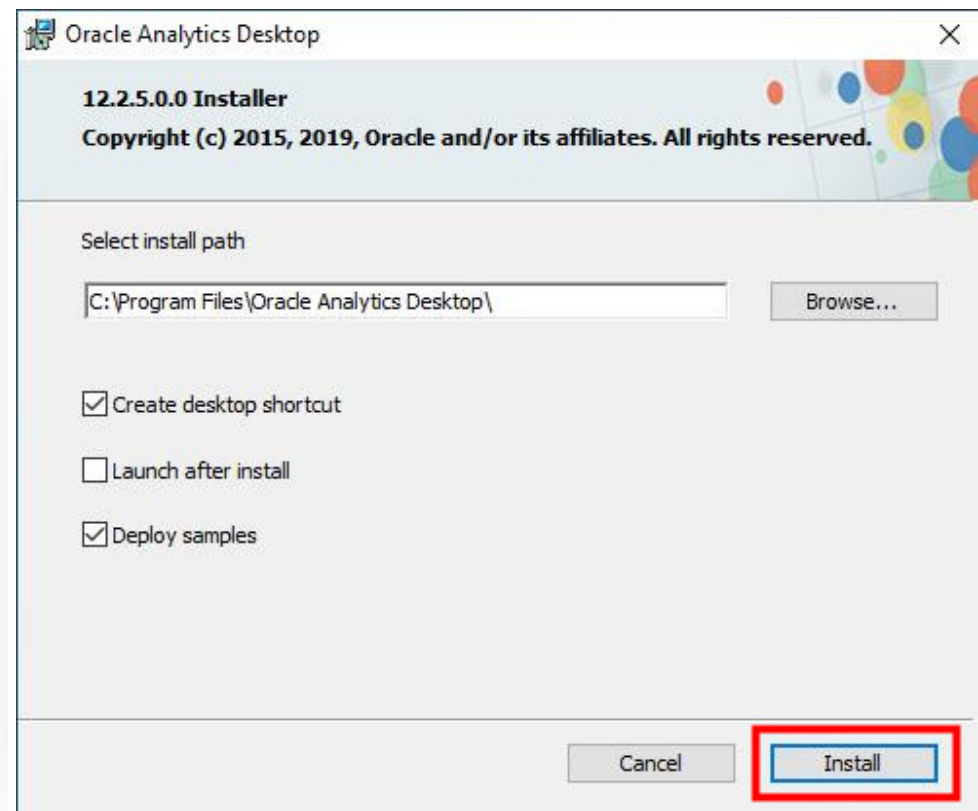 Oracle Analytics Desktop
12.2.5.0.0 Installer
Copyright (c) 2015, 2019, Oracle and/or its affiliates. All rights reserved.
Select install path
C:\Program Files\Oracle Analytics Desktop\
Browse...
Create desktop shortcut
Launch after install
Deploy samples
Cancel
Install